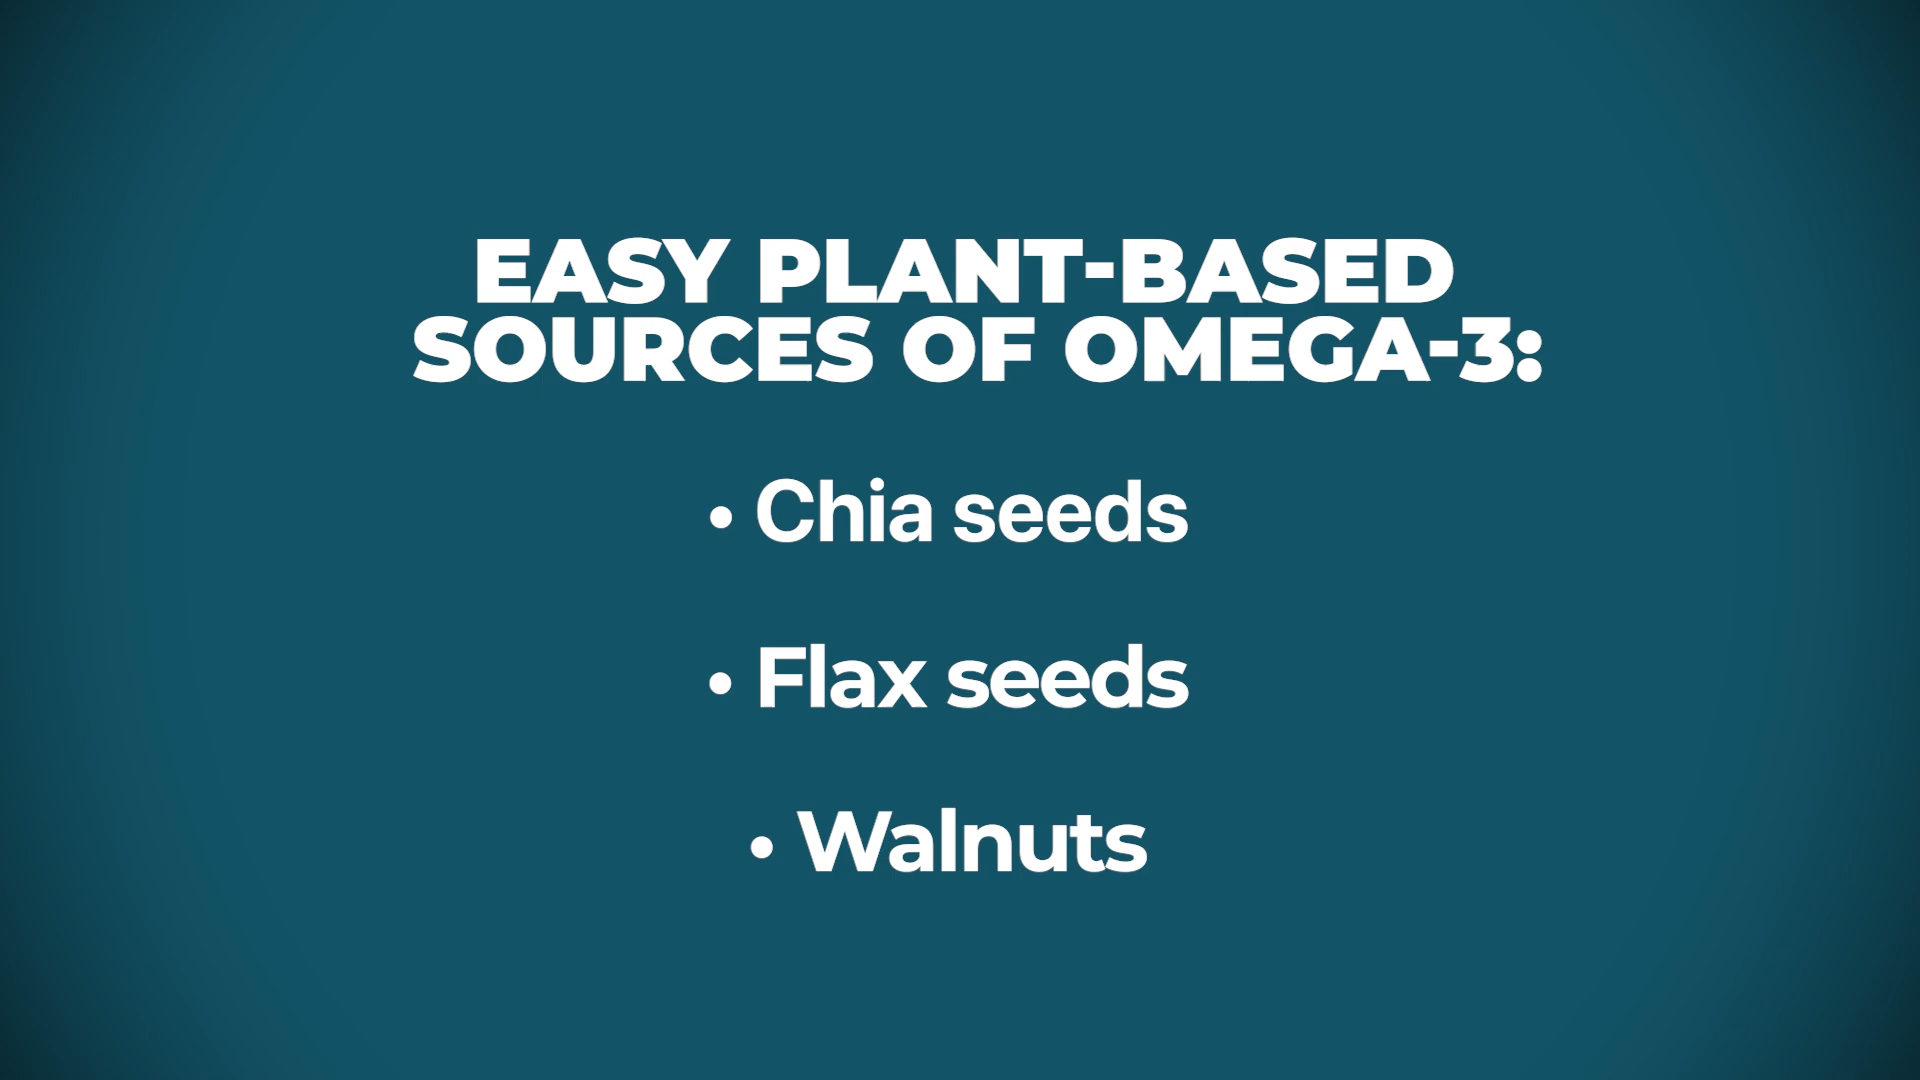 EASY PLANT-BASED
SOURCES OF OMEGA-3:
• Chia seeds
• Flax seeds
• Walnuts